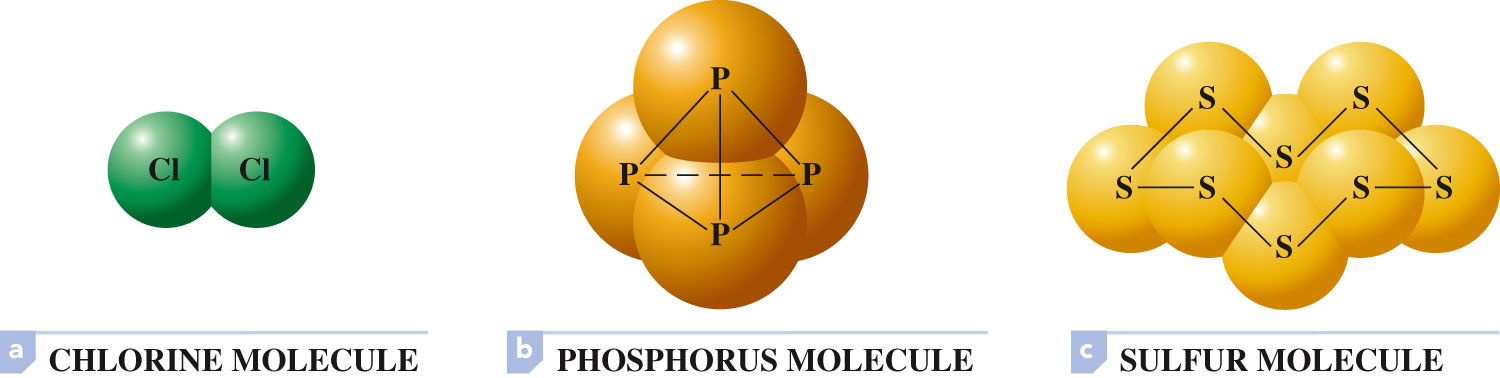 Cl Cl
P
P P
P
S S
S
S S S S
S
a CHLORINE MOLECULE
b PHOSPHORUS MOLECULE
c SULFUR MOLECULE